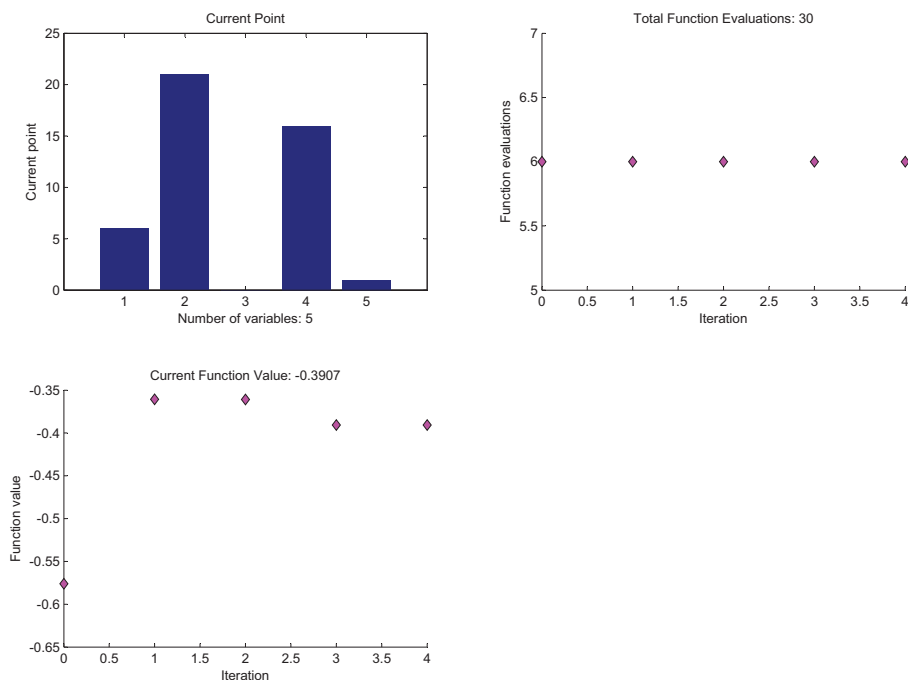 Current Point
25
20
15
10
5
0
Current point
1 2 3 4 5
Number of variables: 5
Total Function Evaluations: 30
7
6.5
6
5.5
5
Function evaluations
0 0.5 1 1.5 2 2.5 3 3.5 4
Iteration
Current Function Value: -0.3907
-0.35
-0.4
-0.45
-0.5
-0.55
-0.6
-0.65
Function value
0 0.5 1 1.5 2 2.5 3 3.5 4
Iteration